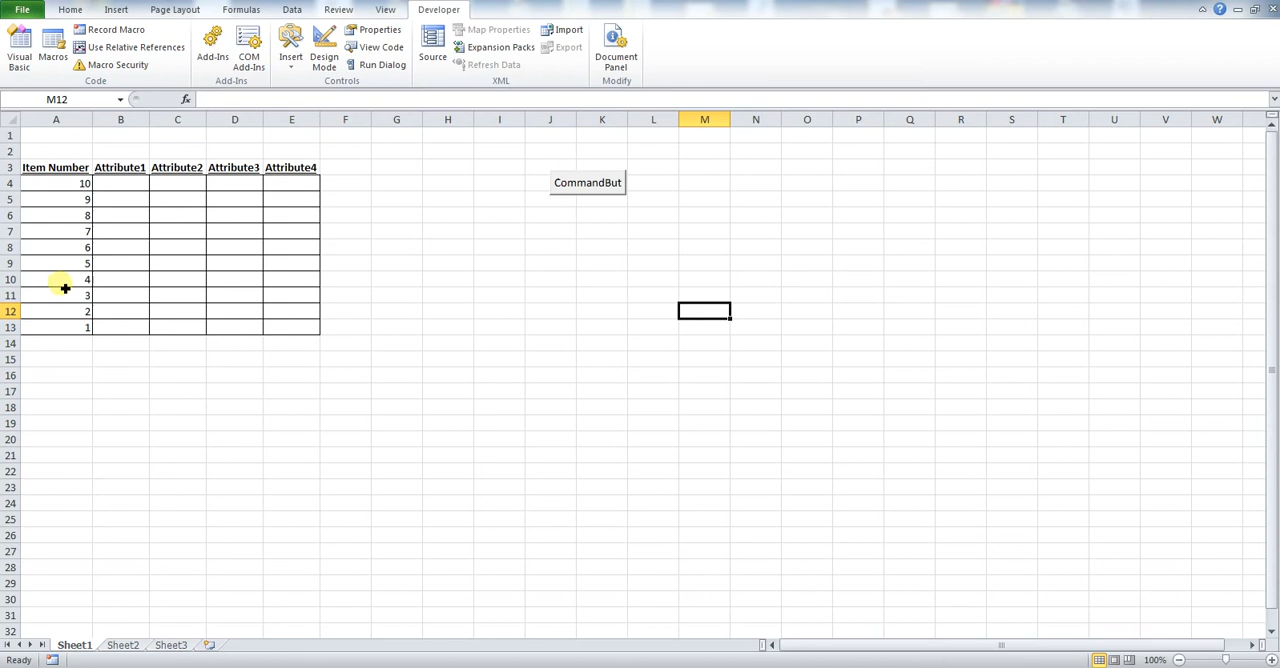 File Home Insert Page Layout Formulas Data Review View Developer
Visual Basic
Macros
Record Macro
Use Relative References
Macro Security
Code
Add-Ins
COM Add-Ins
Add-Ins
Insert
Design Mode
Properties
View Code
Run Dialog
Controls
Source
Map Properties
Expansion Packs
Refresh Data
Import
Export
XML
Document Panel
Modify
M12 fx
A B C D E F G H I J K L M N O P Q R S T U V W
1
2
3 Item Number Attribute1 Attribute2 Attribute3 Attribute4
4 10 CommandBut
5 9
6 8
7 7
8 6
9 5
10 4
11 3
12 2
13 1
14
15
16
17
18
19
20
21
22
23
24
25
26
27
28
29
30
31
32
Sheet1 Sheet2 Sheet3
Ready 100%